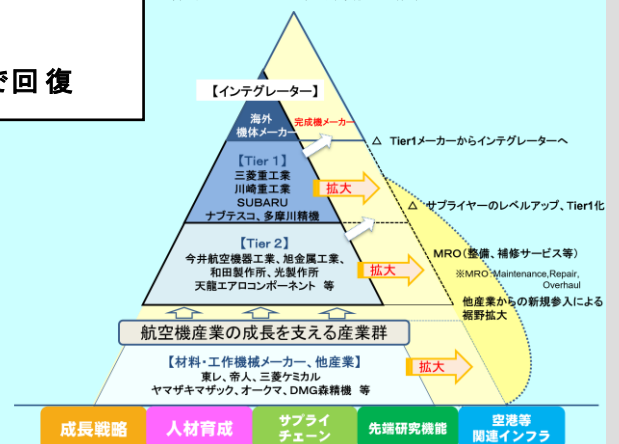 で回復
【インテグレーター】
海外
機体メーカー
完成機メーカー
△ Tier1メーカーからインテグレーターへ
【Tier 1】
三菱重工業
川崎重工業
SUBARU
ナブテスコ、多摩川精機
拡大
△ サプライヤーのレベルアップ、Tier1化
【Tier 2】
今井航空機器工業、旭金属工業、
和田製作所、光製作所
天龍エアロコンポーネント 等
拡大
MRO(整備、補修サービス等)
※MRO:Maintenance,Repair,
Overhaul
他産業からの新規参入による
裾野拡大
航空機産業の成長を支える産業群
【材料・工作機械メーカー、他産業】
東レ、帝人、三菱ケミカル
ヤマザキマザック、オークマ、DMG森精機 等
拡大
成長戦略
人材育成
サプライ
チェーン
先端研究機能
空港等
関連インフラ